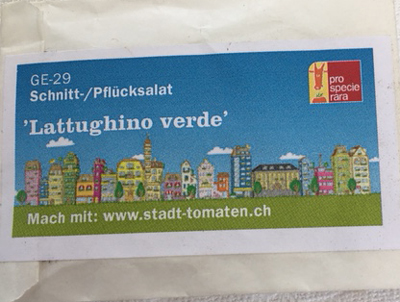 GE-29
Schnitt-/Pflücksalat
'Lattughino verde'
pro
specie
rara
Mach mit: www.stadt-tomaten.ch